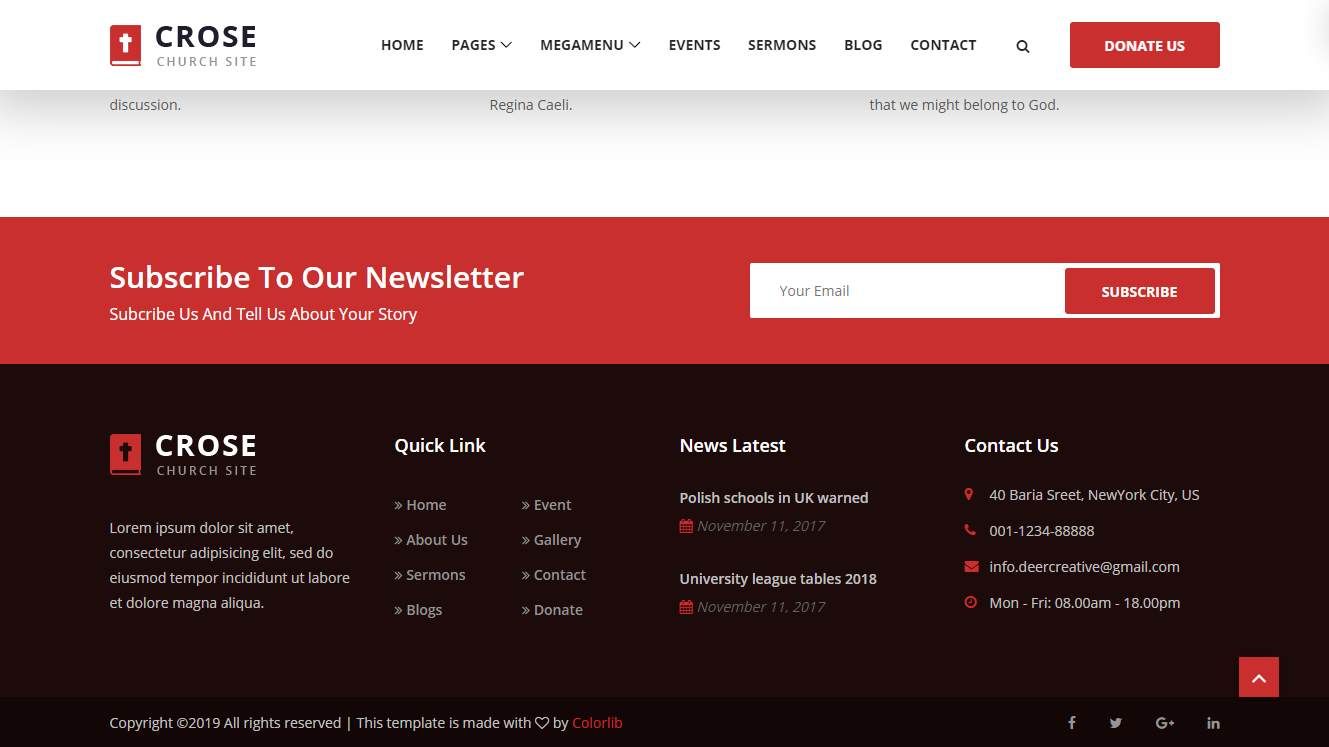 CROSE
CHURCH SITE
HOME PAGES MEGAMENU EVENTS SERMONS BLOG CONTACT
DONATE US
discussion.
Regina Caeli.
that we might belong to God.
Subscribe To Our Newsletter
Subcribe Us And Tell Us About Your Story
Your Email
SUBSCRIBE
CROSE
CHURCH SITE
Lorem ipsum dolor sit amet,
consectetur adipisicing elit, sed do
eiusmod tempor incididunt ut labore
et dolore magna aliqua.
Quick Link
» Home
» About Us
» Sermons
» Blogs
» Event
» Gallery
» Contact
» Donate
News Latest
Polish schools in UK warned
November 11, 2017
University league tables 2018
November 11, 2017
Contact Us
40 Baria Sreet, NewYork City, US
001-1234-88888
info.deercreative@gmail.com
Mon - Fri: 08.00am - 18.00pm
Copyright ©2019 All rights reserved | This template is made with ♡ by Colorlib